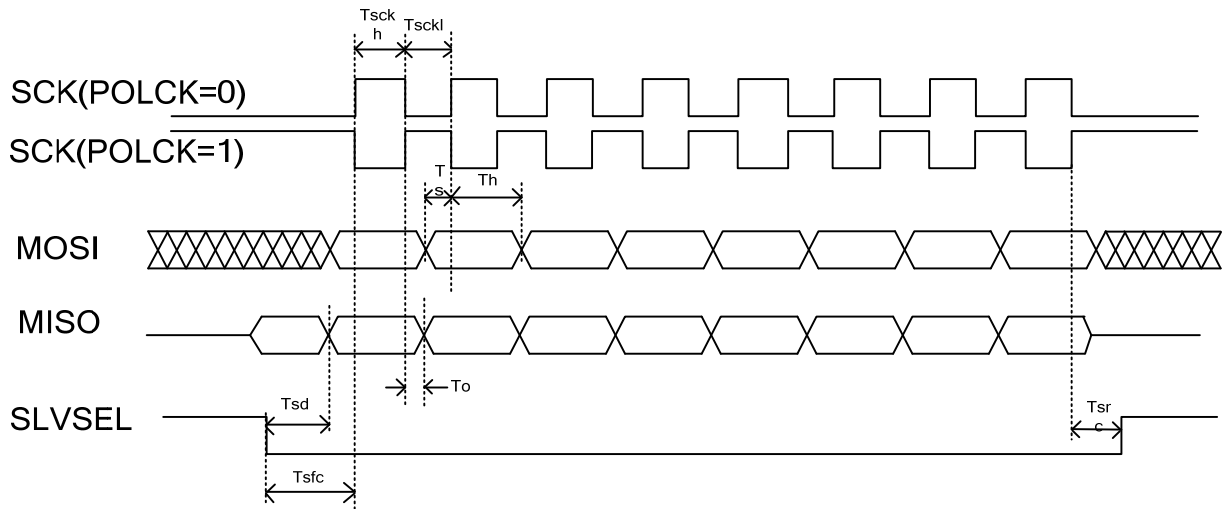 Tsck
h
Tsckl
SCK(POLCK=0)
SCK(POLCK=1)
T
s
Th
MOSI
MISO
To
SLVSEL
Tsd
Tsr
c
Tsfc